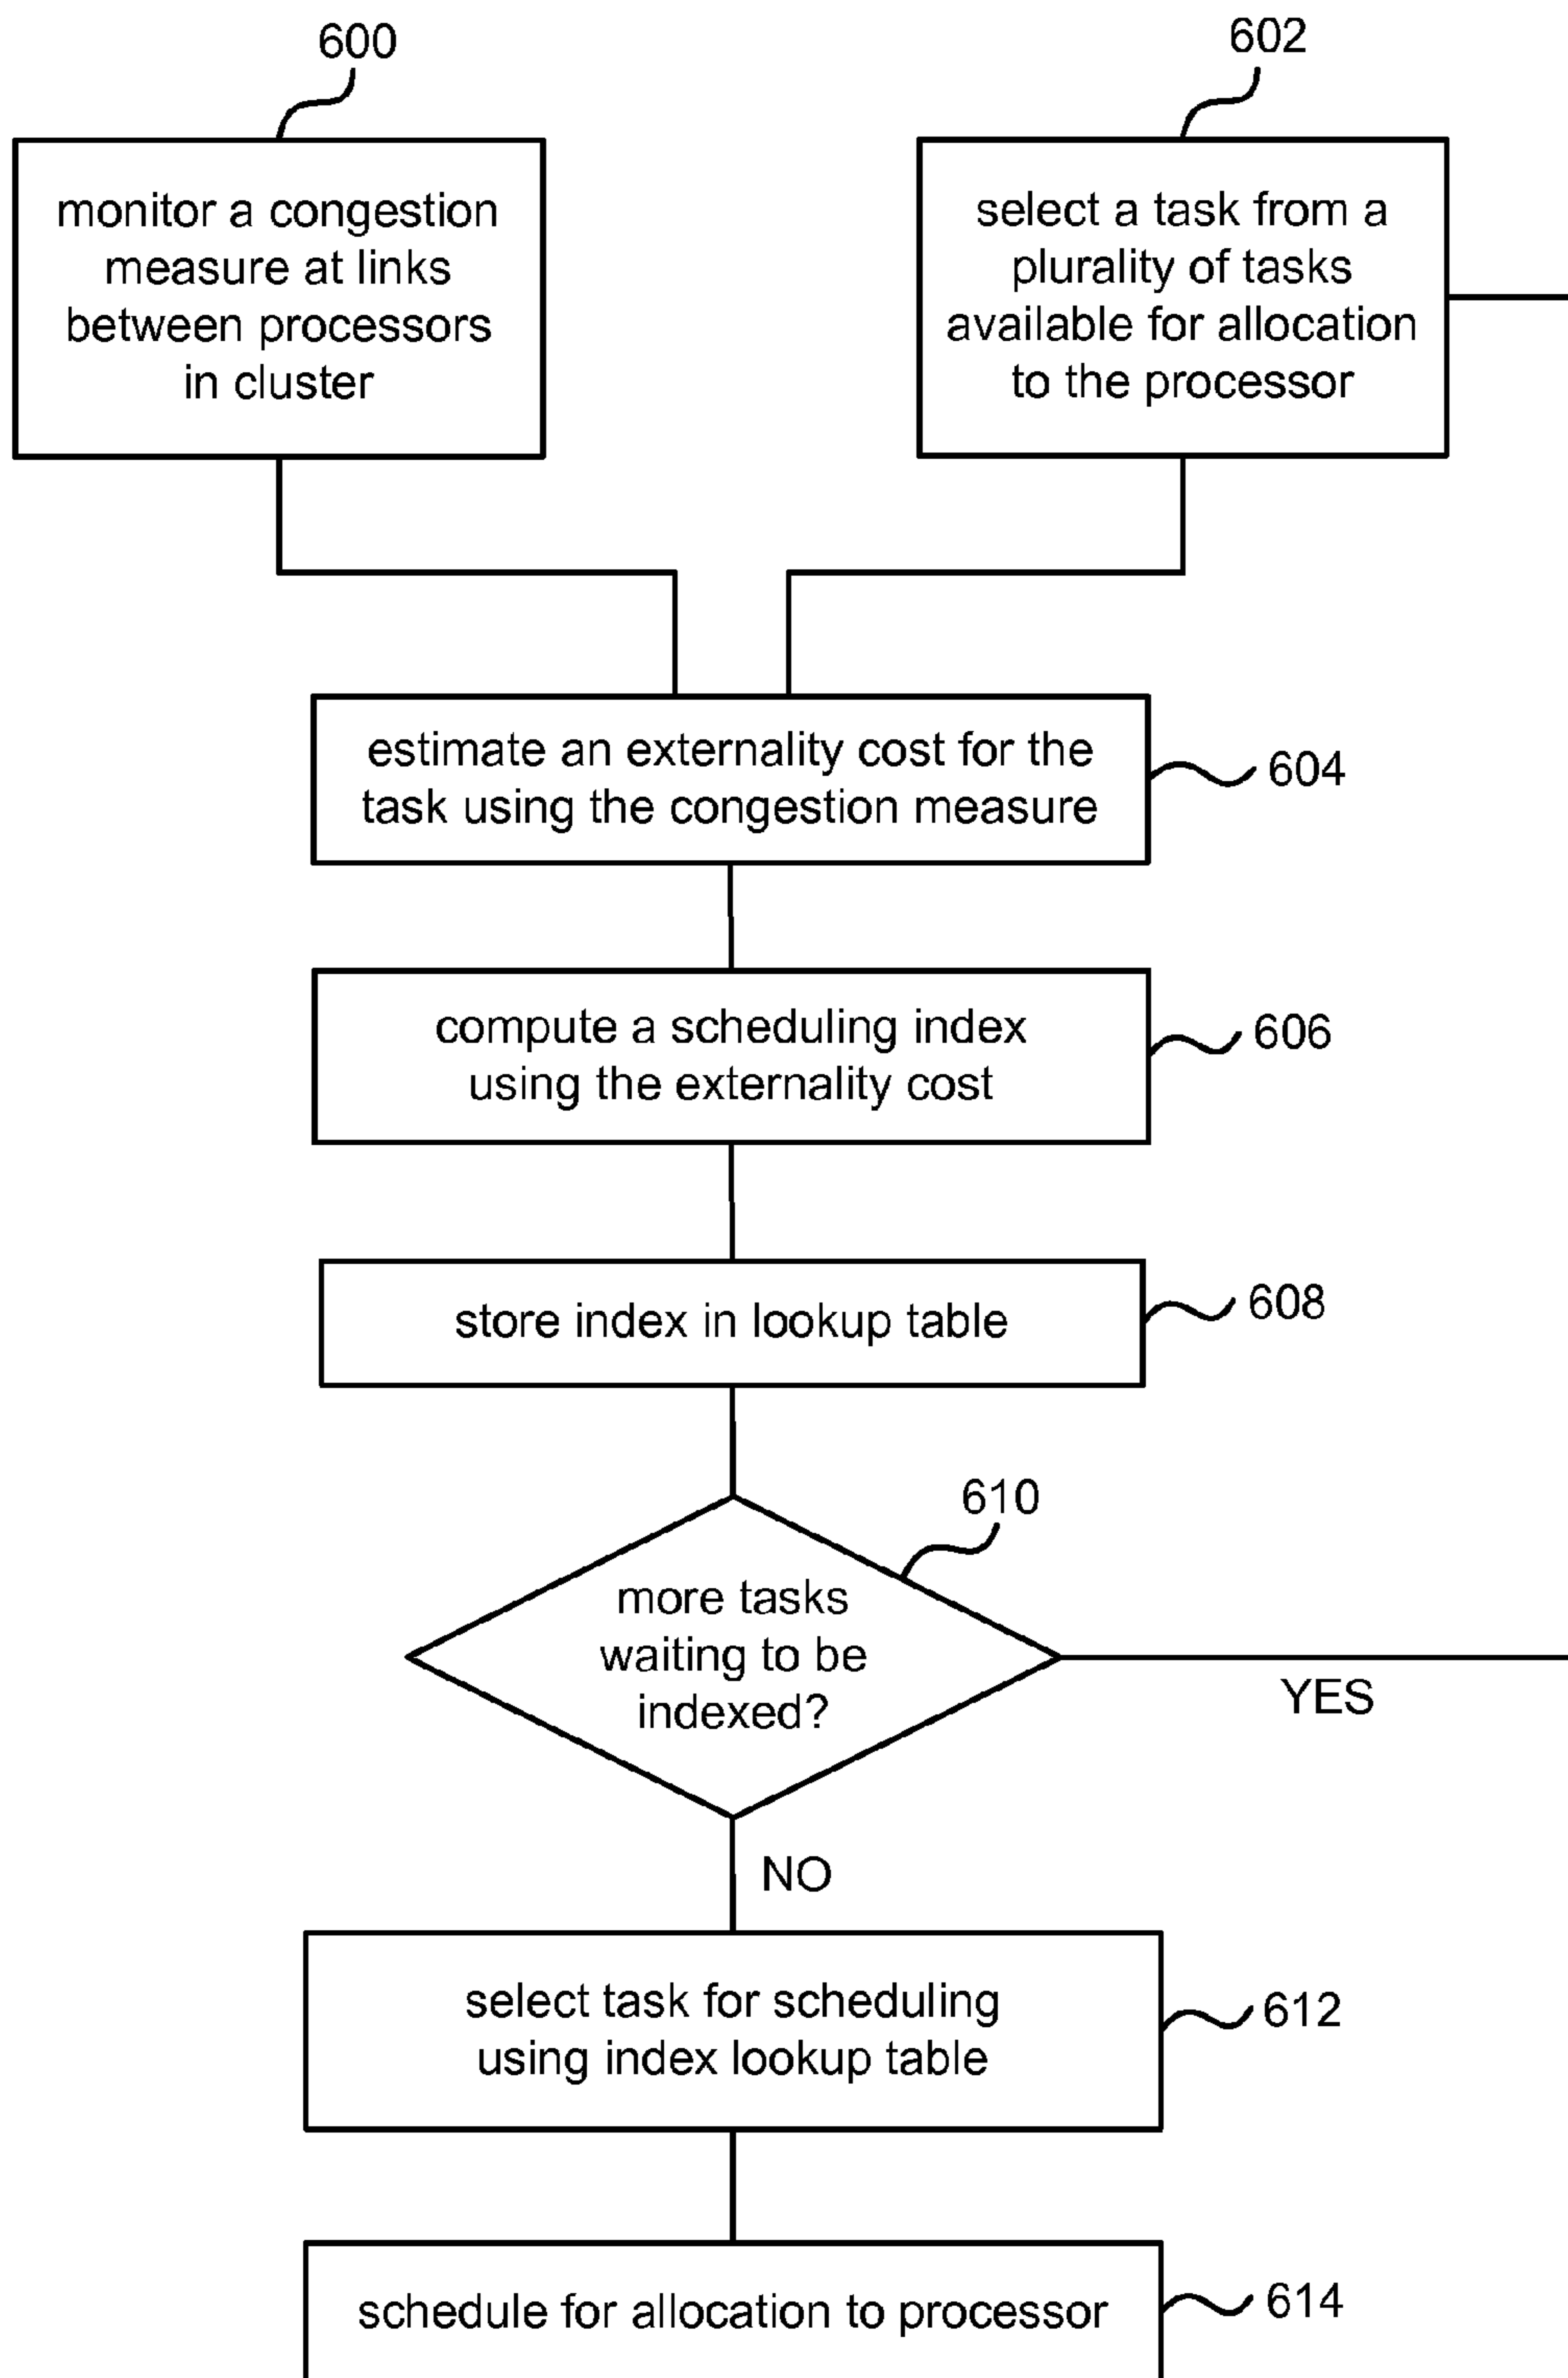 600
602
monitor a congestion
measure at links
between processors
in cluster
select a task from a
plurality of tasks
available for allocation
to the processor
estimate an externality cost for the
task using the congestion measure
604
compute a scheduling index
using the externality cost
606
store index in lookup table
608
610
more tasks
waiting to be
indexed?
YES
NO
select task for scheduling
using index lookup table
612
schedule for allocation to processor
614